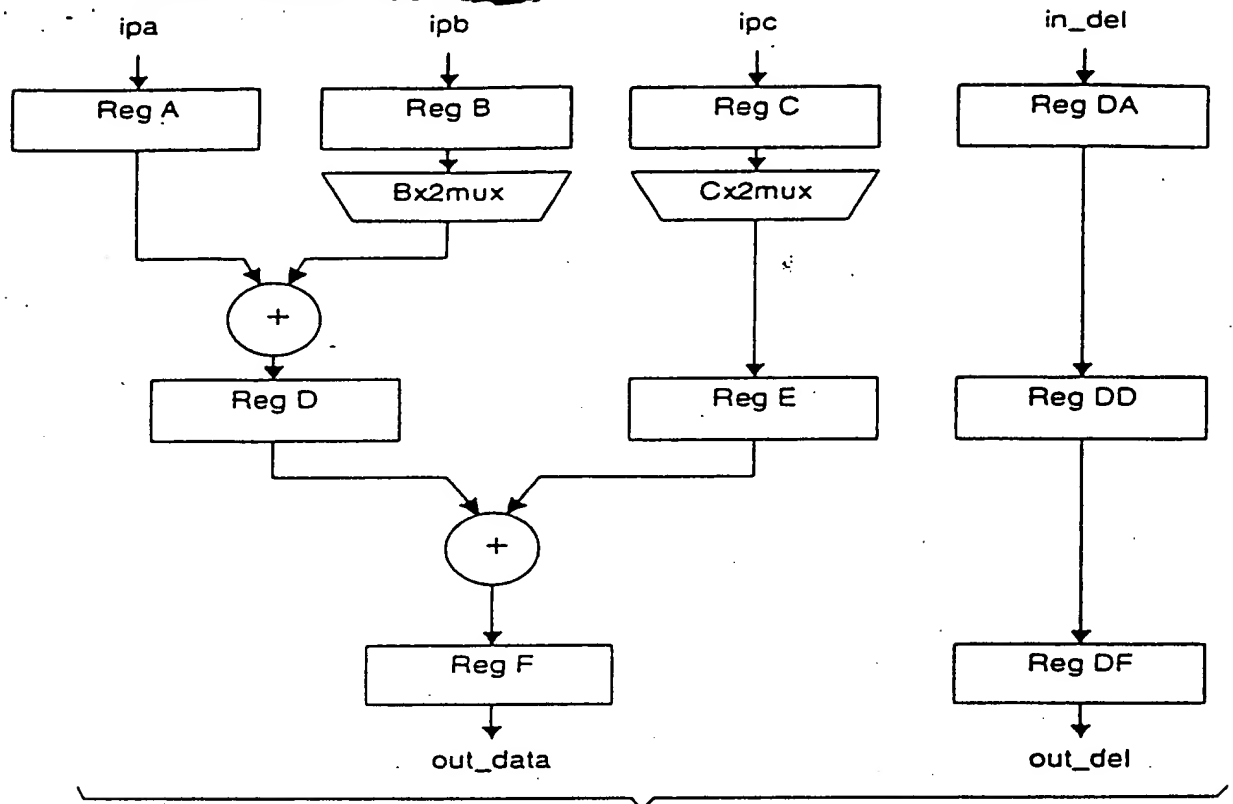 ipa ipb ipc in_del
Reg A Reg B Reg C Reg DA
Bx2mux Cx2mux
+
Reg D Reg E Reg DD
+
Reg F Reg DF
out_data out_del